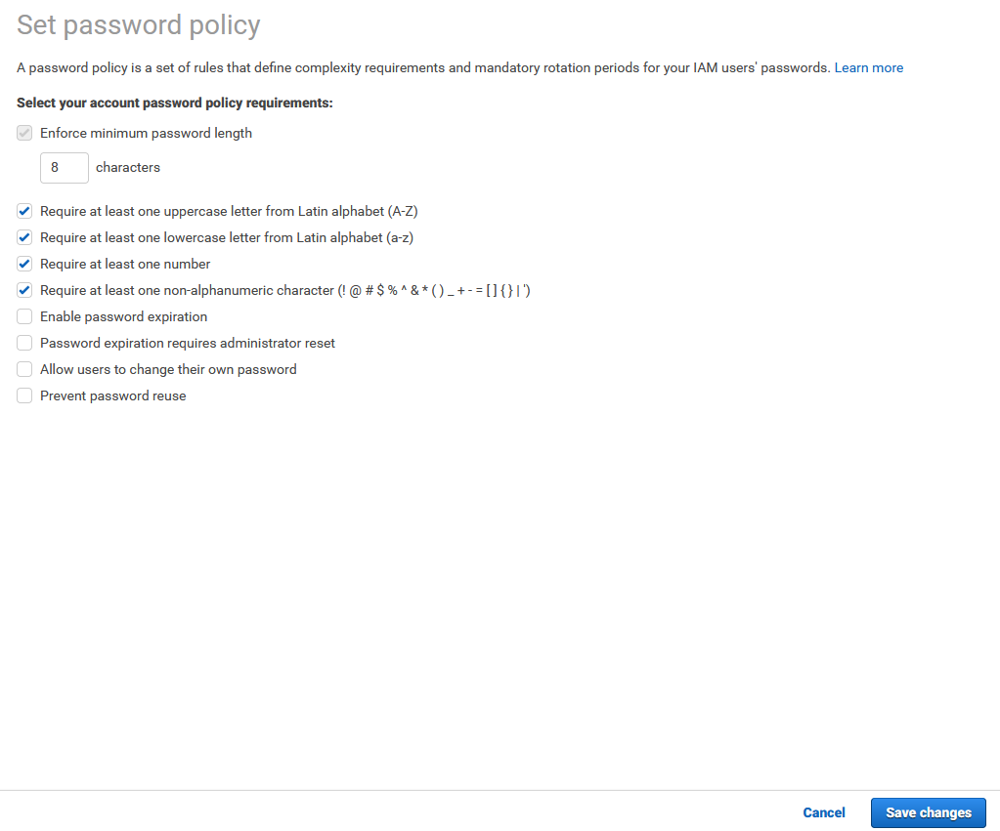 Set password policy
A password policy is a set of rules that define complexity requirements and mandatory rotation periods for your IAM users' passwords. Learn more
Select your account password policy requirements:
Enforce minimum password length
8 characters
Require at least one uppercase letter from Latin alphabet (A-Z)
Require at least one lowercase letter from Latin alphabet (a-z)
Require at least one number
Require at least one non-alphanumeric character (! @ # $ % ^ & * ( ) _ + - = [ ] { } | ')
Enable password expiration
Password expiration requires administrator reset
Allow users to change their own password
Prevent password reuse
Cancel Save changes